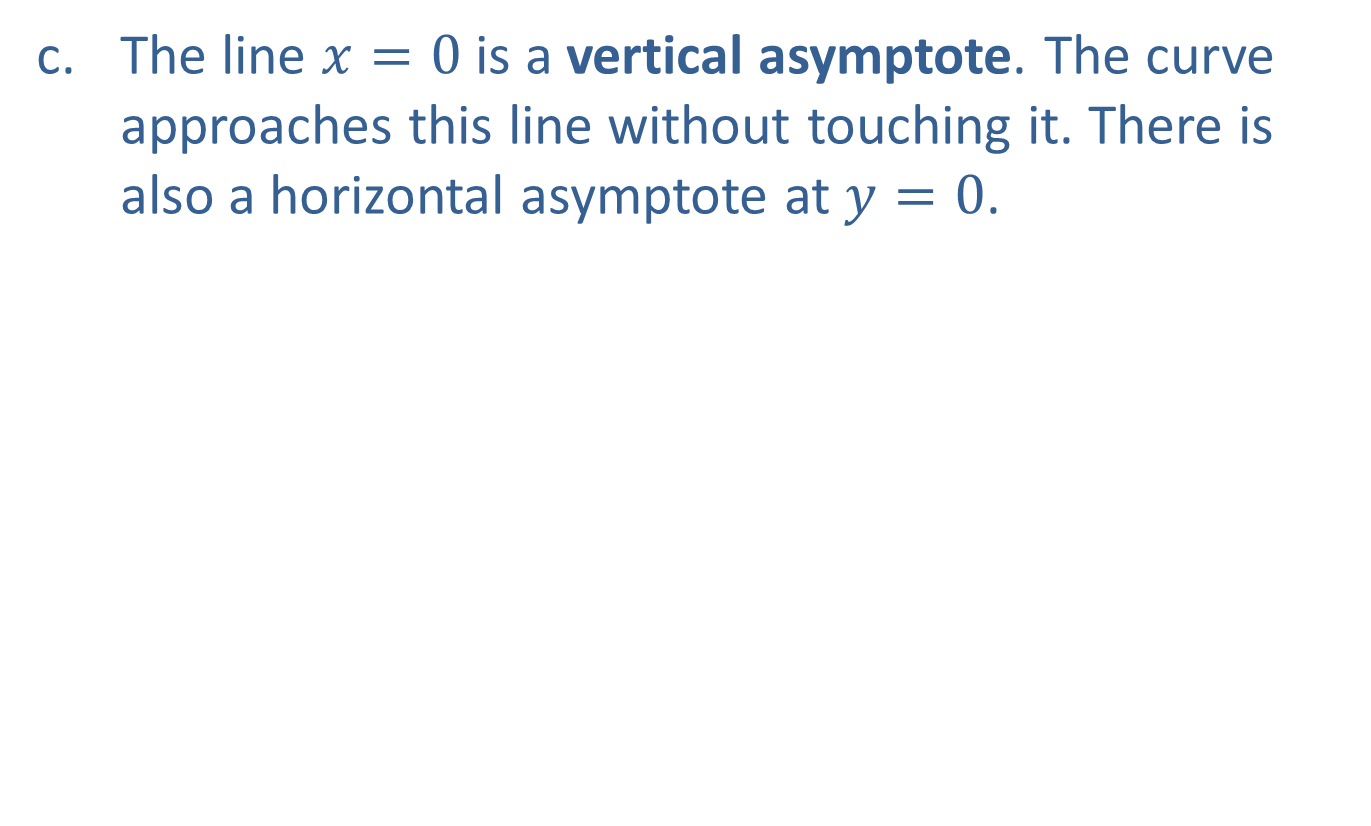 c. The line 𝑥 = 0 is a vertical asymptote. The curve
approaches this line without touching it. There is
also a horizontal asymptote at 𝑦 = 0.